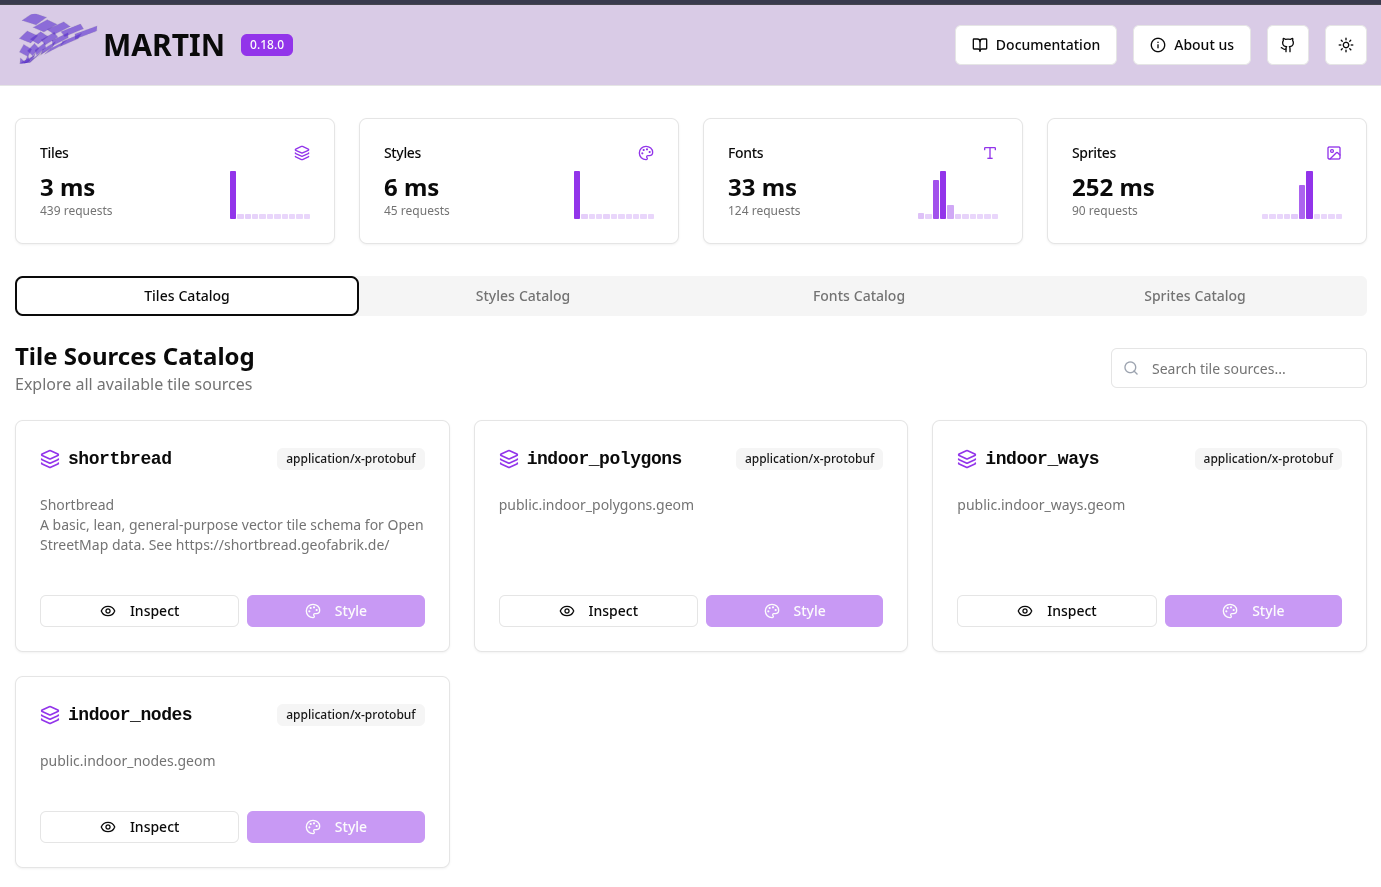 MARTIN 0.18.0 Documentation About us
Tiles
3 ms
439 requests
Styles
6 ms
45 requests
Fonts
33 ms
124 requests
Sprites
252 ms
90 requests
Tiles Catalog Styles Catalog Fonts Catalog Sprites Catalog
Tile Sources Catalog
Explore all available tile sources
Search tile sources...
shortbread application/x-protobuf
Shortbread
A basic, lean, general-purpose vector tile schema for Open
StreetMap data. See https://shortbread.geofabrik.de/
Inspect Style
indoor_polygons application/x-protobuf
public.indoor_polygons.geom
Inspect Style
indoor_ways application/x-protobuf
public.indoor_ways.geom
Inspect Style
indoor_nodes application/x-protobuf
public.indoor_nodes.geom
Inspect Style